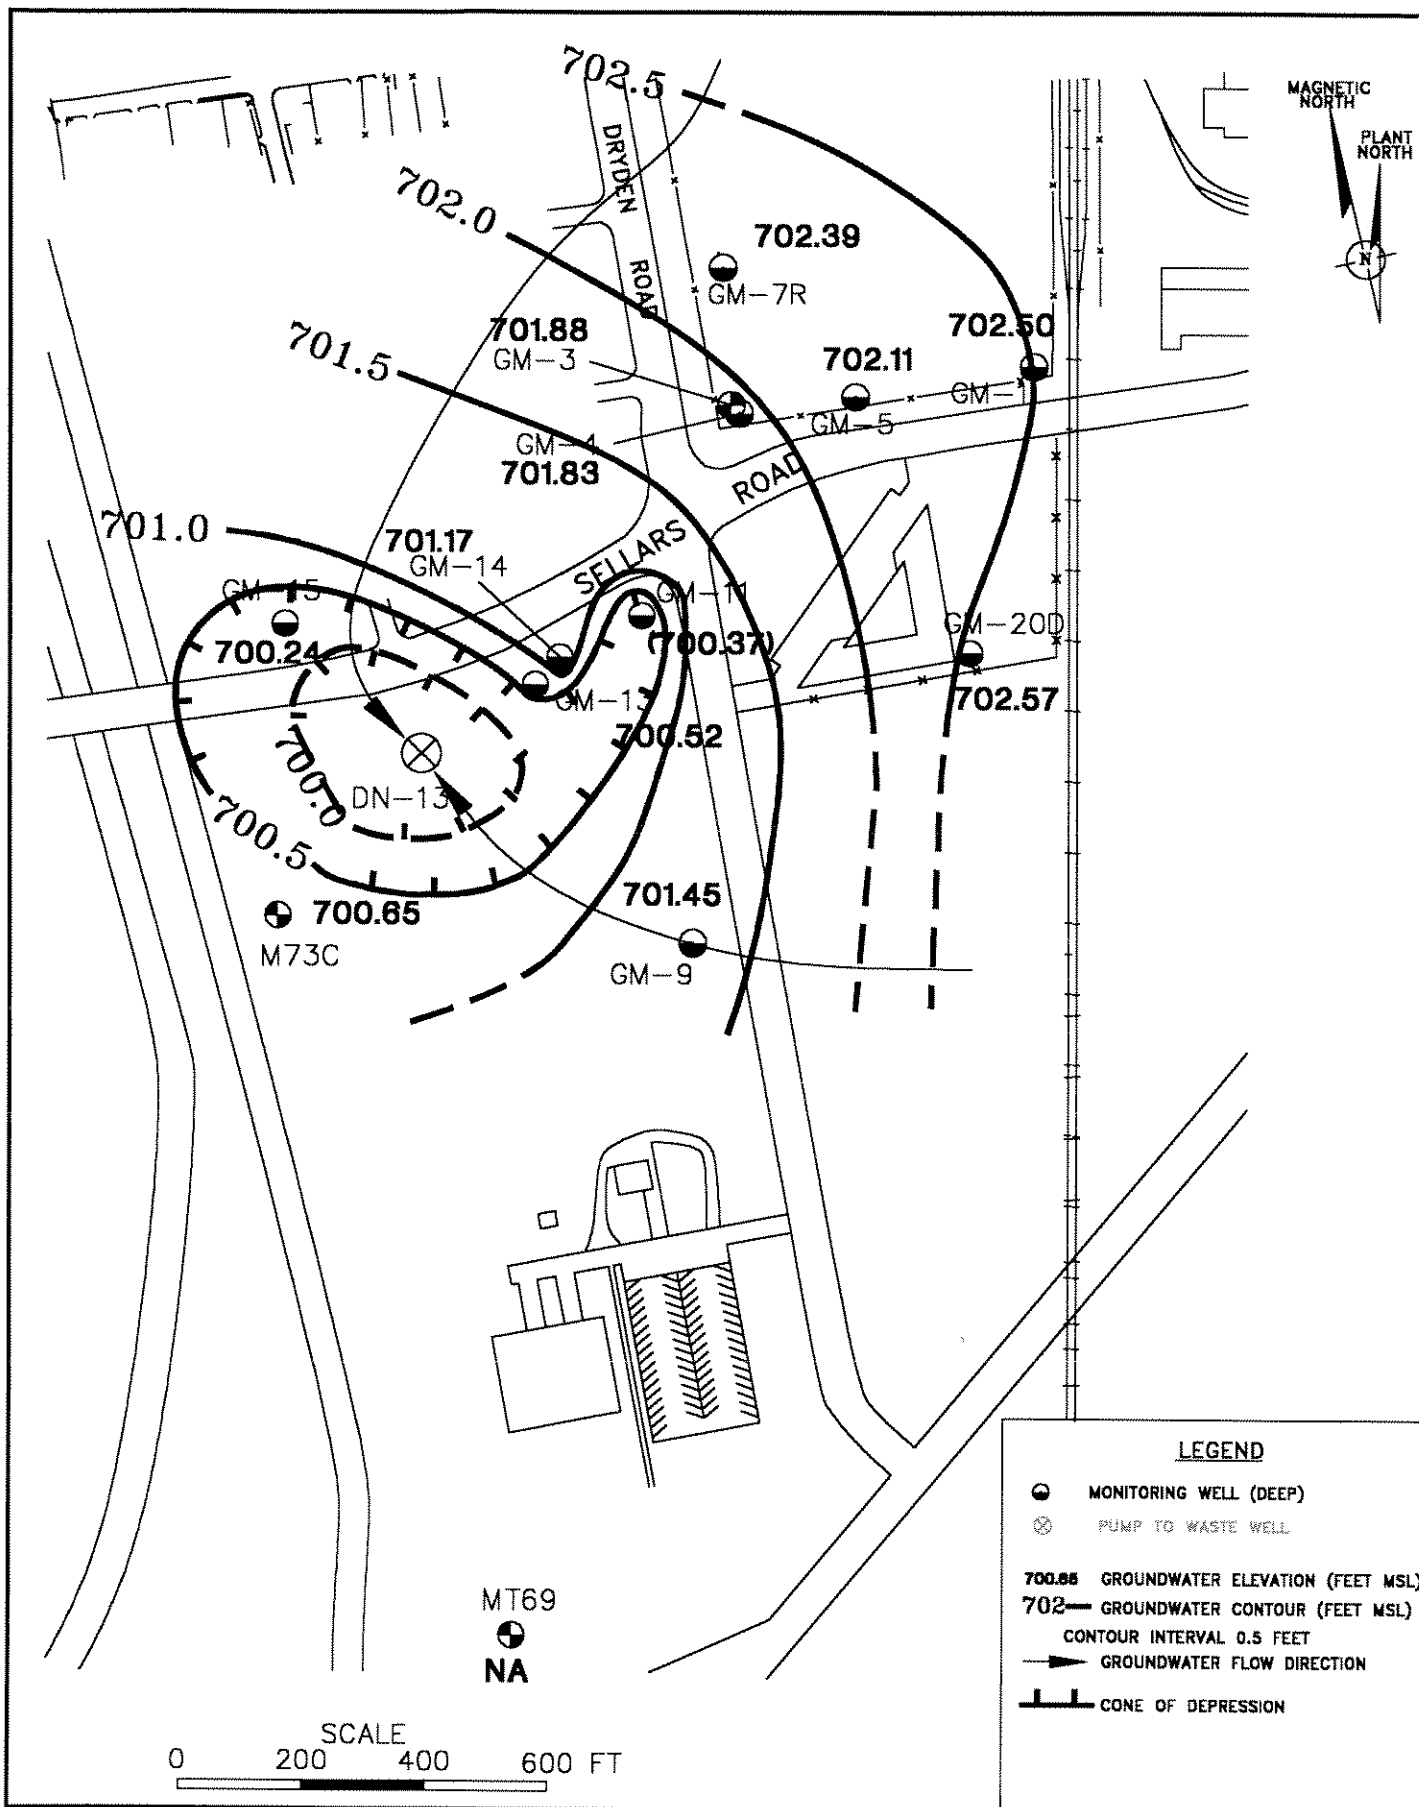 702.5
MAGNETIC
NORTH
PLANT
NORTH
N
DRYDEN
ROAD
702.0
702.39
GM-7R
701.5
701.88
GM-3
702.50
702.11
GM-1
GM-5
GM-4
701.83
ROAD
701.0
701.17
GM-14
SELLARS
GM-15
GM-11
700.24
(700.37)
GM-20D
GM-13
702.57
700.52
700.0
DN-13
700.5
701.45
700.65
M73C
GM-9
LEGEND
MONITORING WELL (DEEP)
PUMP TO WASTE WELL
700.65 GROUNDWATER ELEVATION (FEET MSL)
702 GROUNDWATER CONTOUR (FEET MSL)
CONTOUR INTERVAL 0.5 FEET
GROUNDWATER FLOW DIRECTION
CONE OF DEPRESSION
MT69
NA
SCALE
0 200 400 600 FT